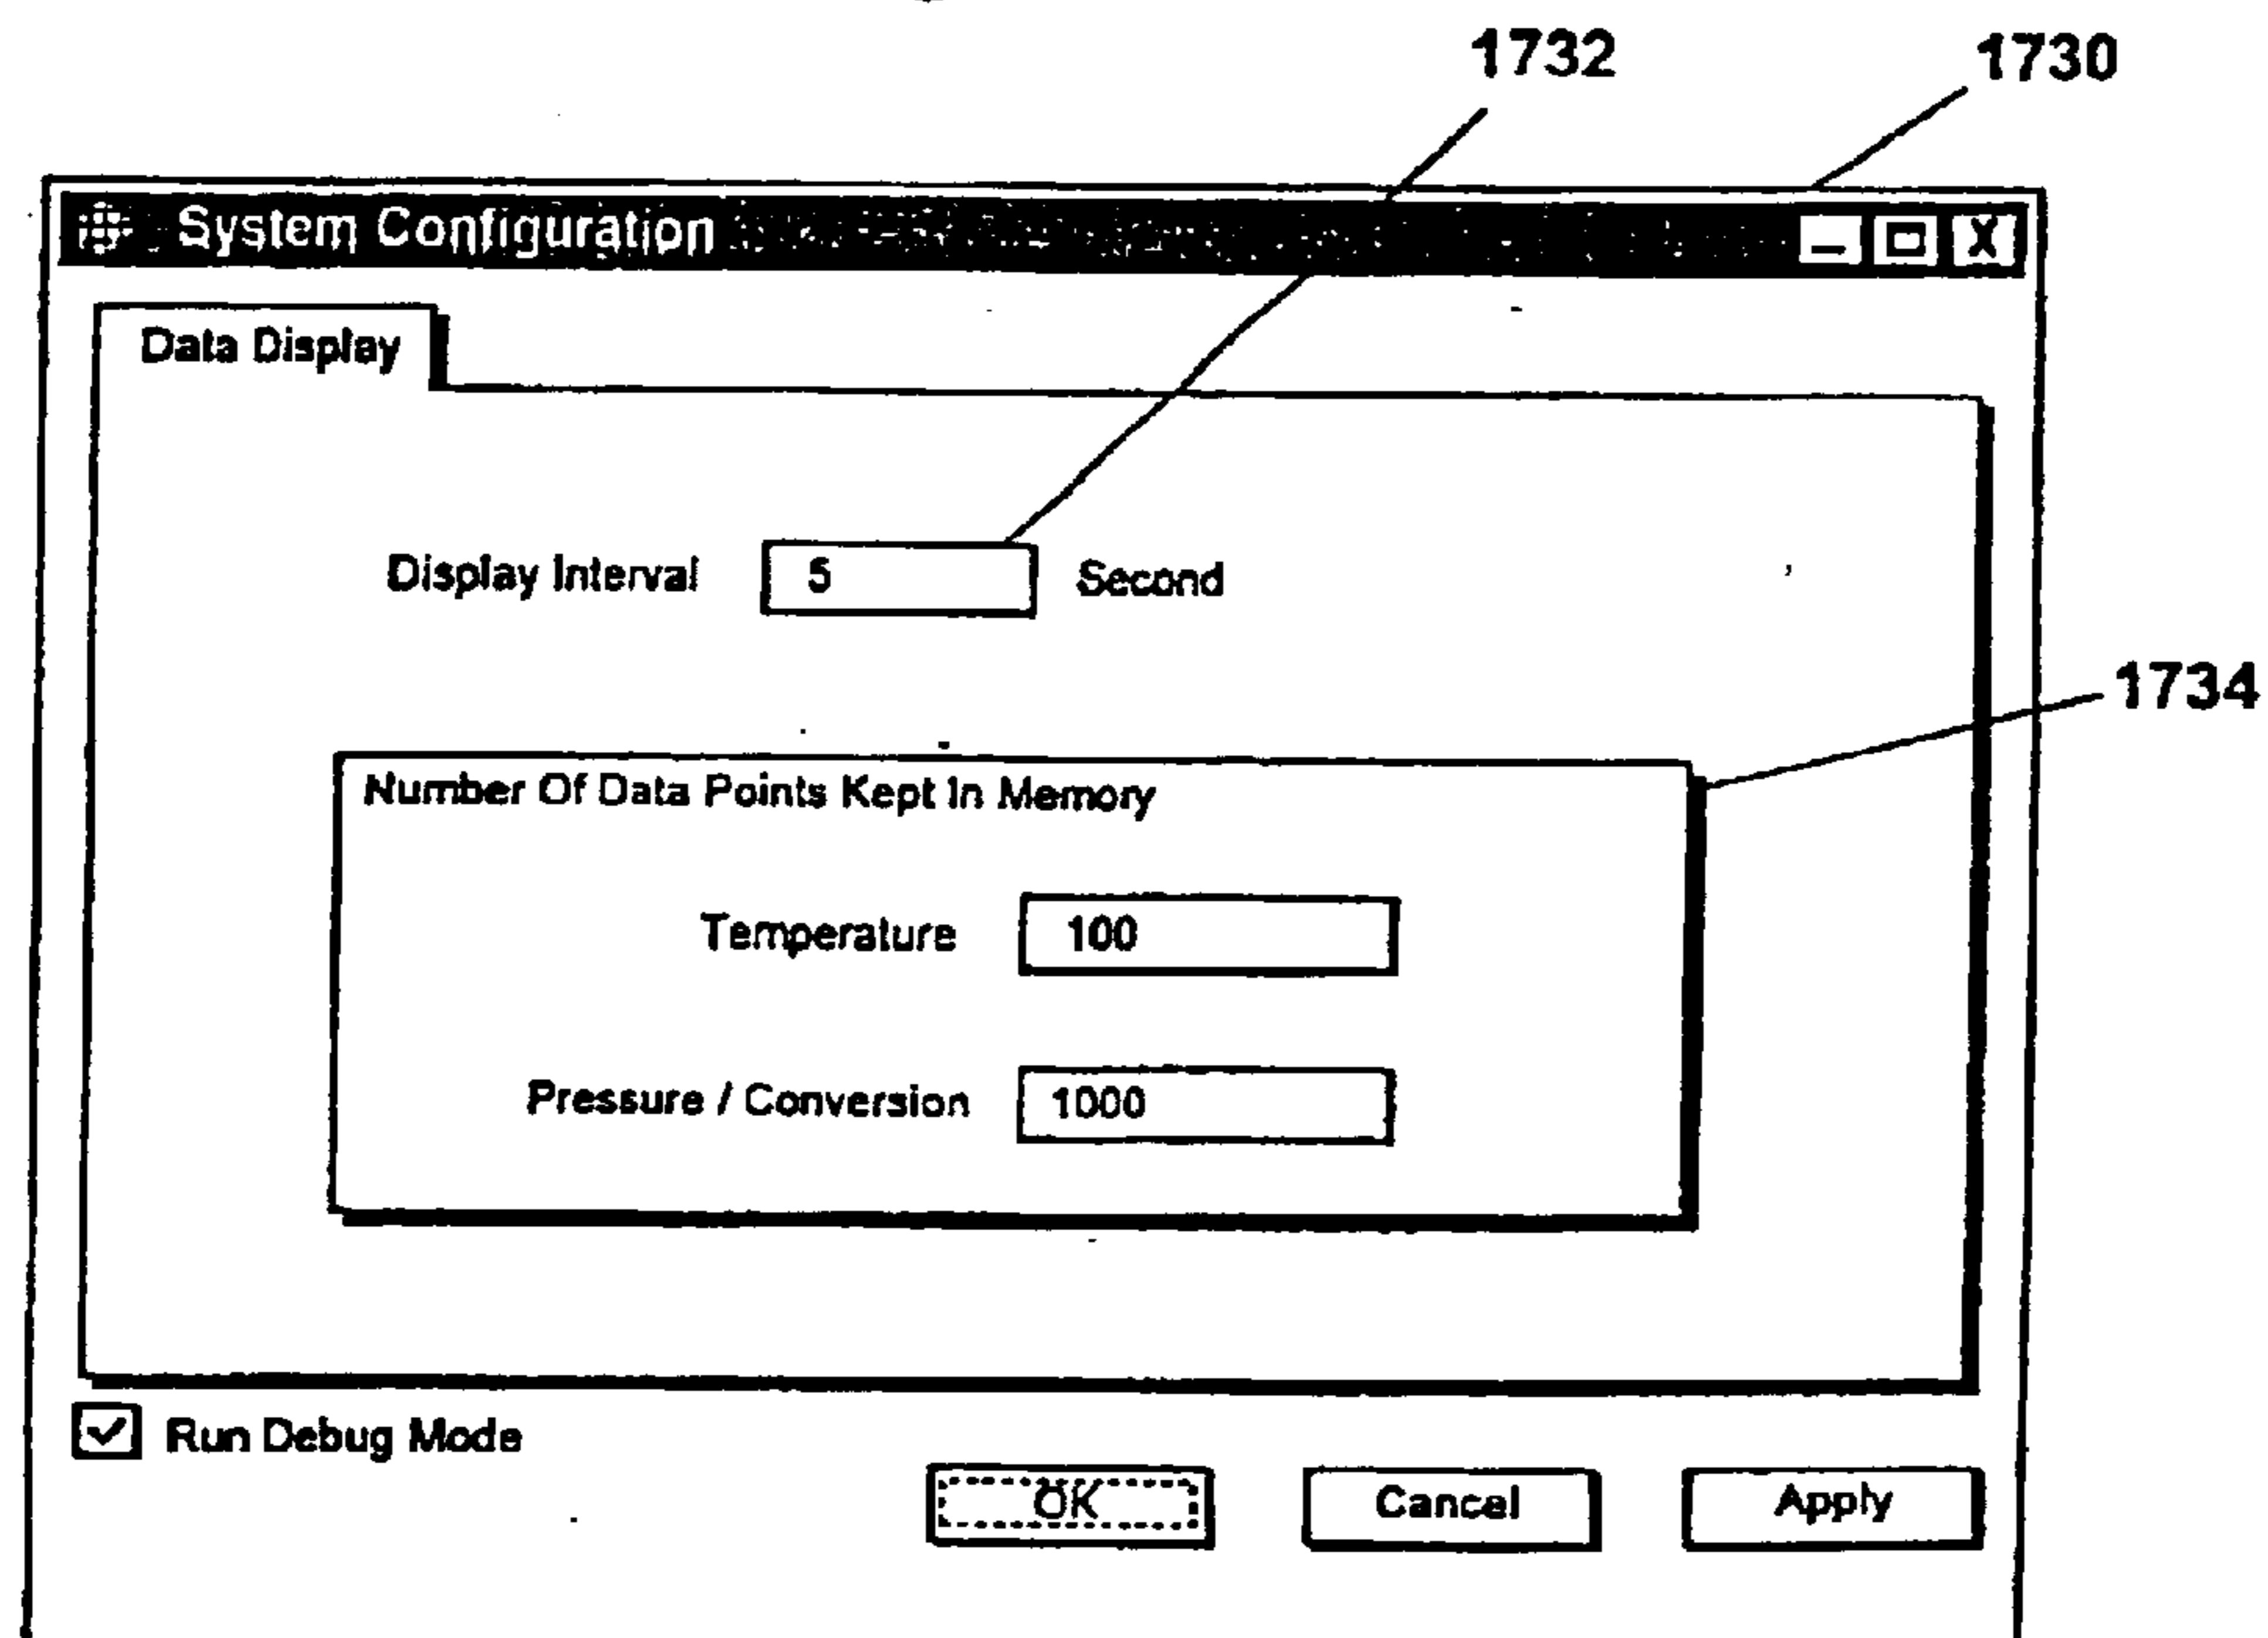 1732 1730
System Configuration
Data Display
Display Interval 5 Second
1734
Number Of Data Points Kept In Memory
Temperature 100
Pressure / Conversion 1000
Run Debug Mode
OK Cancel Apply